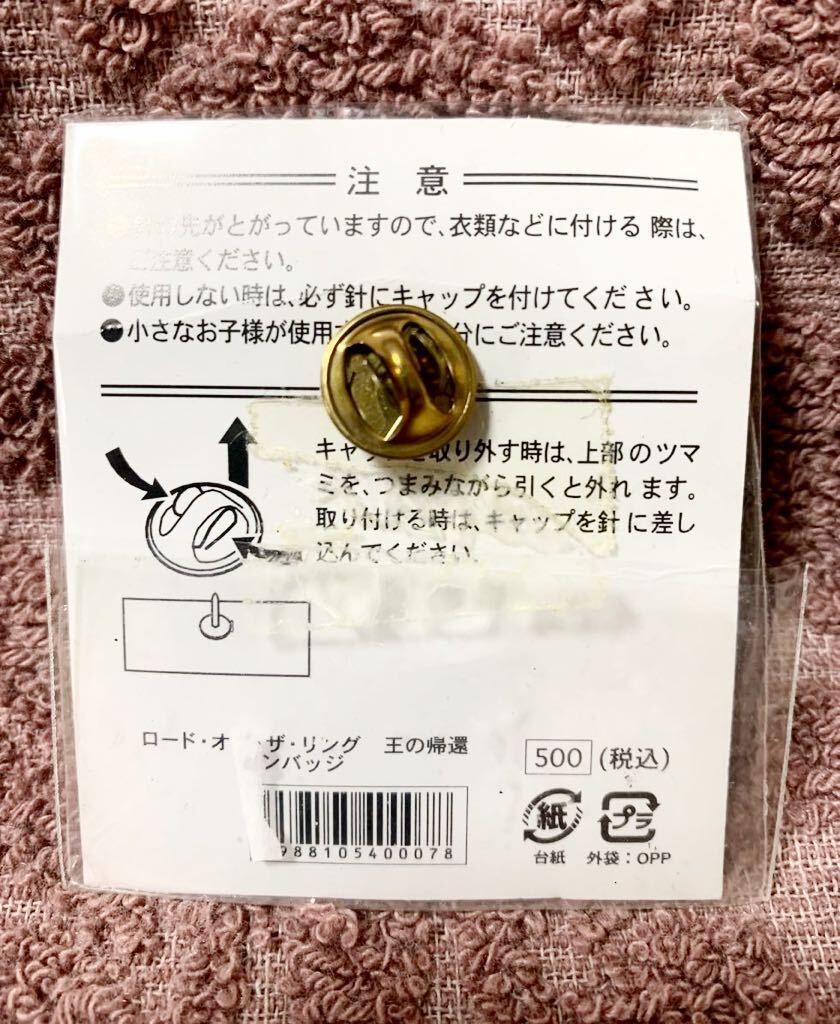 注 意
先がとがっていますので、衣類などに付ける 際は、
ご注意ください。
●使用しない時は、必ず針にキャップを付けてくだ さい。
●小さなお子様が使用 分にご注意ください。
キャッ 取り外す時は、上部 のツマ
ミを、つまみながら引くと外れ ます。
取り付ける時は、キャップを針 に差し
込んでください。
ロード・オ ザ・リング 王の帰還
ンバッジ
500 (税込)
988105400078
紙 プラ
台紙 外袋：OPP